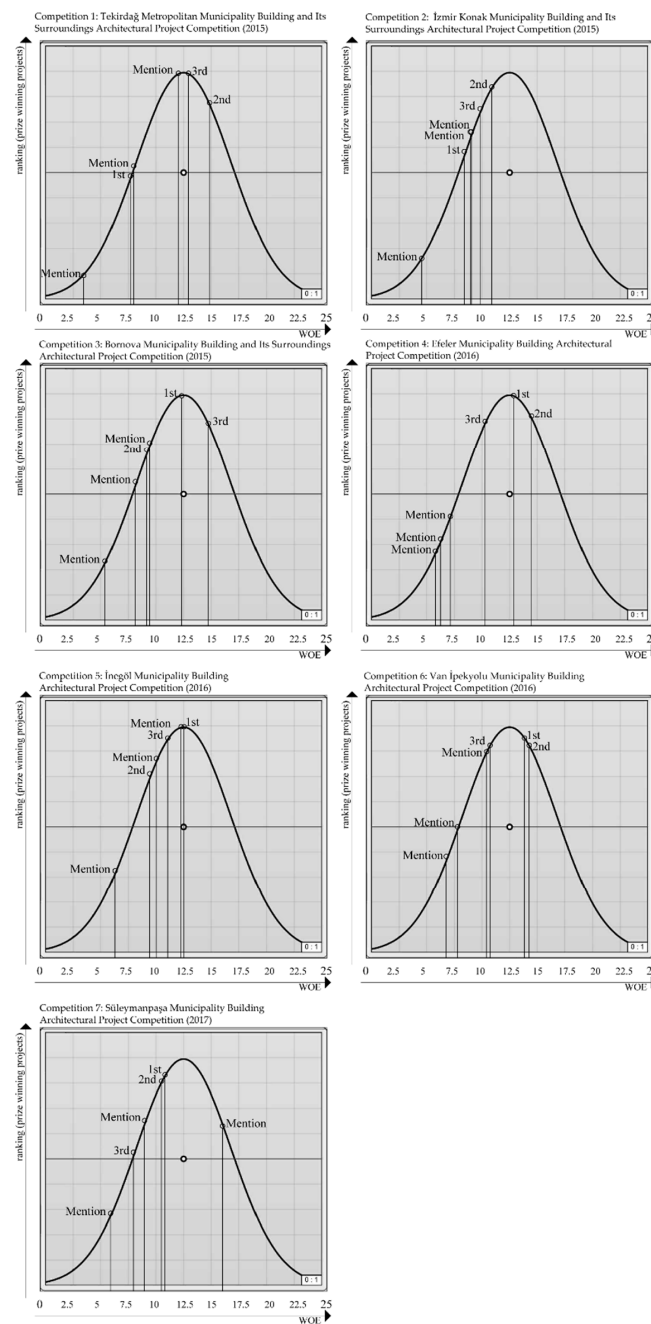 Competition 1: Tekirdağ Metropolitan Municipality Building and Its
Surroundings Architectural Project Competition (2015)
ranking (prize winning projects)
Mention
3rd
2nd
Mention
1st
Mention
0 : 1
0 2.5 5 7.5 10 12.5 15 17.5 20 22.5 25
WOE
Competition 2: İzmir Konak Municipality Building and Its
Surroundings Architectural Project Competition (2015)
ranking (prize winning projects)
2nd
3rd
Mention
Mention
1st
Mention
0 2.5 5 7.5 10 12.5 15 17.5 20 22.5
WOE
Competition 3: Bornova Municipality Building and Its Surroundings
Architectural Project Competition (2015)
ranking (prize winning projects)
1st
3rd
Mention
2nd
Mention
Mention
0 : 1
0 2.5 5 7.5 10 12.5 15 17.5 20 22.5 25
WOE
Competition 4: Efeler Municipality Building Architectural
Project Competition (2016)
ranking (prize winning projects)
1st
3rd
2nd
Mention
Mention
Mention
0 : 1
0 2.5 5 7.5 10 12.5 15 17.5 20 22.5
WOE
Competition 5: İnegöl Municipality Building
Architectural Project Competition (2016)
ranking (prize winning projects)
Mention
1st
3rd
Mention
2nd
Mention
0 : 1
0 2.5 5 7.5 10 12.5 15 17.5 20 22.5 25
WOE
Competition 6: Van İpekyolu Municipality Building
Architectural Project Competition (2016)
ranking (prize winning projects)
3rd
1st
Mention
2nd
Mention
Mention
0 : 1
0 2.5 5 7.5 10 12.5 15 17.5 20 22.5
WOE
Competition 7: Süleymanpaşa Municipality Building
Architectural Project Competition (2017)
ranking (prize winning projects)
1st
2nd
Mention
Mention
3rd
Mention
0 : 1
0 2.5 5 7.5 10 12.5 15 17.5 20 22.5 25
WOE